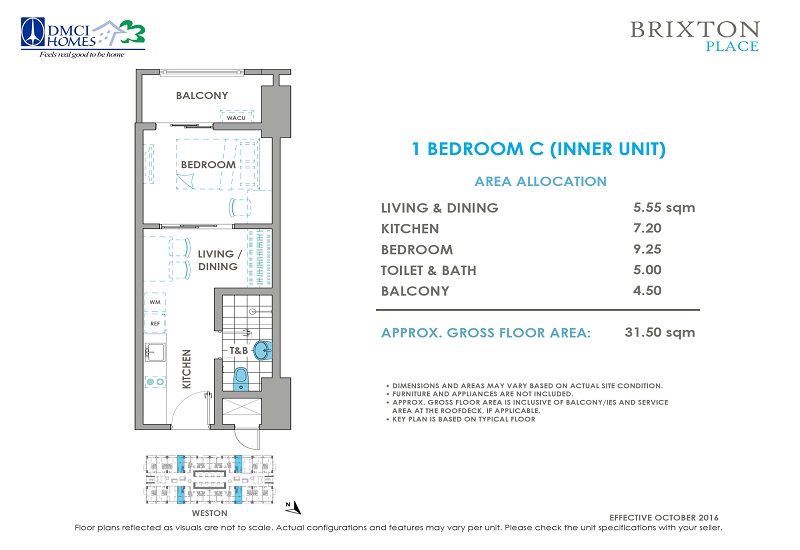 DMCI
HOMES
Feels real good to be home
BRIXTON
PLACE
BALCONY
WACU
BEDROOM
LIVING /
DINING
WM
REF
T&B
KITCHEN
1 BEDROOM C (INNER UNIT)
AREA ALLOCATION
LIVING & DINING 5.55 sqm
KITCHEN 7.20
BEDROOM 9.25
TOILET & BATH 5.00
BALCONY 4.50
APPROX. GROSS FLOOR AREA: 31.50 sqm
• DIMENSIONS AND AREAS MAY VARY BASED ON ACTUAL SITE CONDITION.
• FURNITURE AND APPLIANCES ARE NOT INCLUDED.
• APPROX. GROSS FLOOR AREA IS INCLUSIVE OF BALCONY/IES AND SERVICE
AREA AT THE ROOFDECK, IF APPLICABLE.
• KEY PLAN IS BASED ON TYPICAL FLOOR
WESTON
N
EFFECTIVE OCTOBER 2016
Floor plans reflected as visuals are not to scale. Actual configurations and features may vary per unit. Please check the unit specifications with your seller.